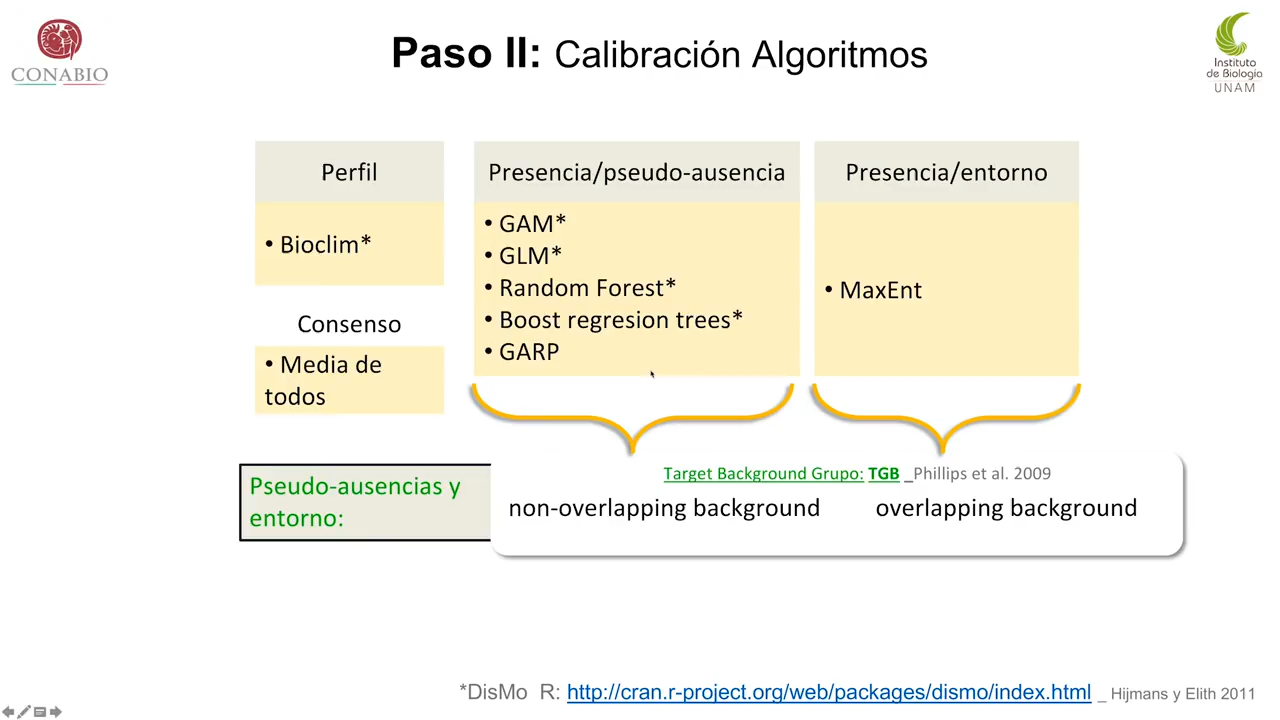 CONABIO
Paso II: Calibración Algoritmos
Instituto
de Biología
UNAM
Perfil
• Bioclim*
Consenso
• Media de
todos
Presencia/pseudo-ausencia
• GAM*
• GLM*
• Random Forest*
• Boost regresion trees*
• GARP
Presencia/entorno
• MaxEnt
Pseudo-ausencias y
entorno:
Target Background Grupo: TGB _Phillips et al. 2009
non-overlapping background
overlapping background
*DisMo R: http://cran.r-project.org/web/packages/dismo/index.html _ Hijmans y Elith 2011